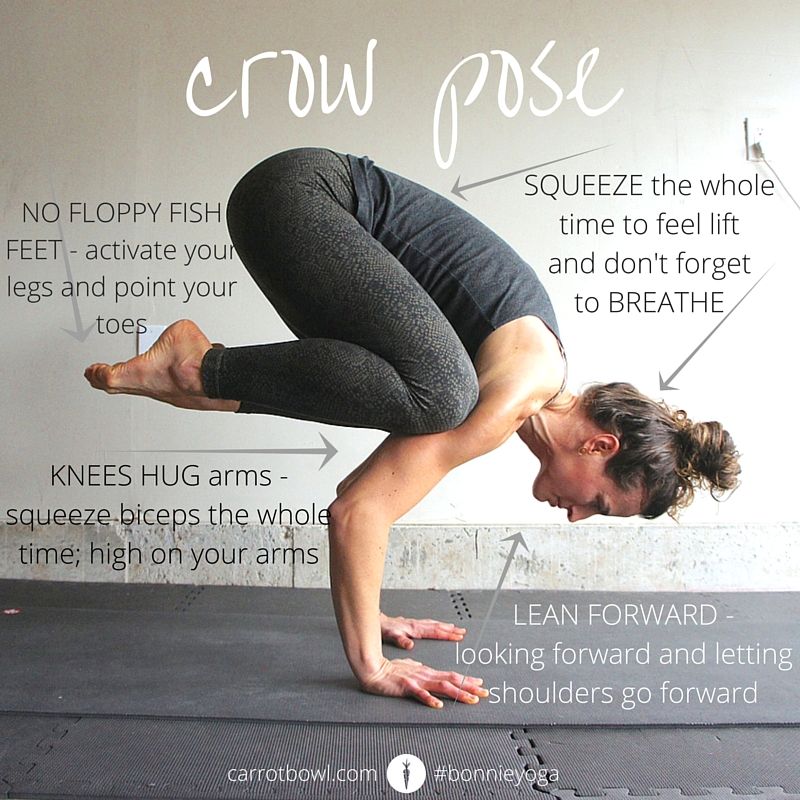 crow pose
SQUEEZE the whole
time to feel lift
and don't forget
to BREATHE
NO FLOPPY FISH
FEET - activate your
legs and point your
toes
KNEES HUG arms -
squeeze biceps the whole
time; high on your arms
LEAN FORWARD -
looking forward and letting
shoulders go forward
carrotbowl.com #bonnieyoga